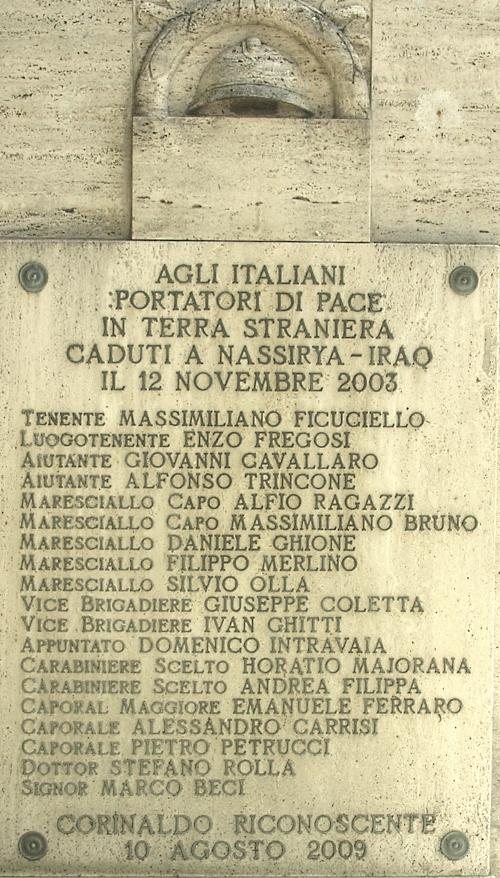 AGLI ITALIANI
PORTATORI DI PACE
IN TERRA STRANIERA
CADUTI A NASSIRYA - IRAQ
IL 12 NOVEMBRE 2003
TENENTE MASSIMILIANO FICUCIELLO
LUOGOTENENTE ENZO FREGOSI
AIUTANTE GIOVANNI CAVALLARO
AIUTANTE ALFONSO TRINCONE
MARESCIALLO CAPO ALFIO RAGAZZI
MARESCIALLO CAPO MASSIMILIANO BRUNO
MARESCIALLO DANIELE GHIONE
MARESCIALLO FILIPPO MERLINO
MARESCIALLO SILVIO OLLA
VICE BRIGADIERE GIUSEPPE COLETTA
VICE BRIGADIERE IVAN GHITTI
APPUNTATO DOMENICO INTRAVAIA
CARABINIERE SCELTO HORATIO MAJORANA
CARABINIERE SCELTO ANDREA FILIPPA
CAPORAL MAGGIORE EMANUELE FERRARO
CAPORALE ALESSANDRO CARRISI
CAPORALE PIETRO PETRUCCI
DOTTOR STEFANO ROLLA
SIGNOR MARCO BECI
CORINALDO RICONOSCENTE
10 AGOSTO 2009